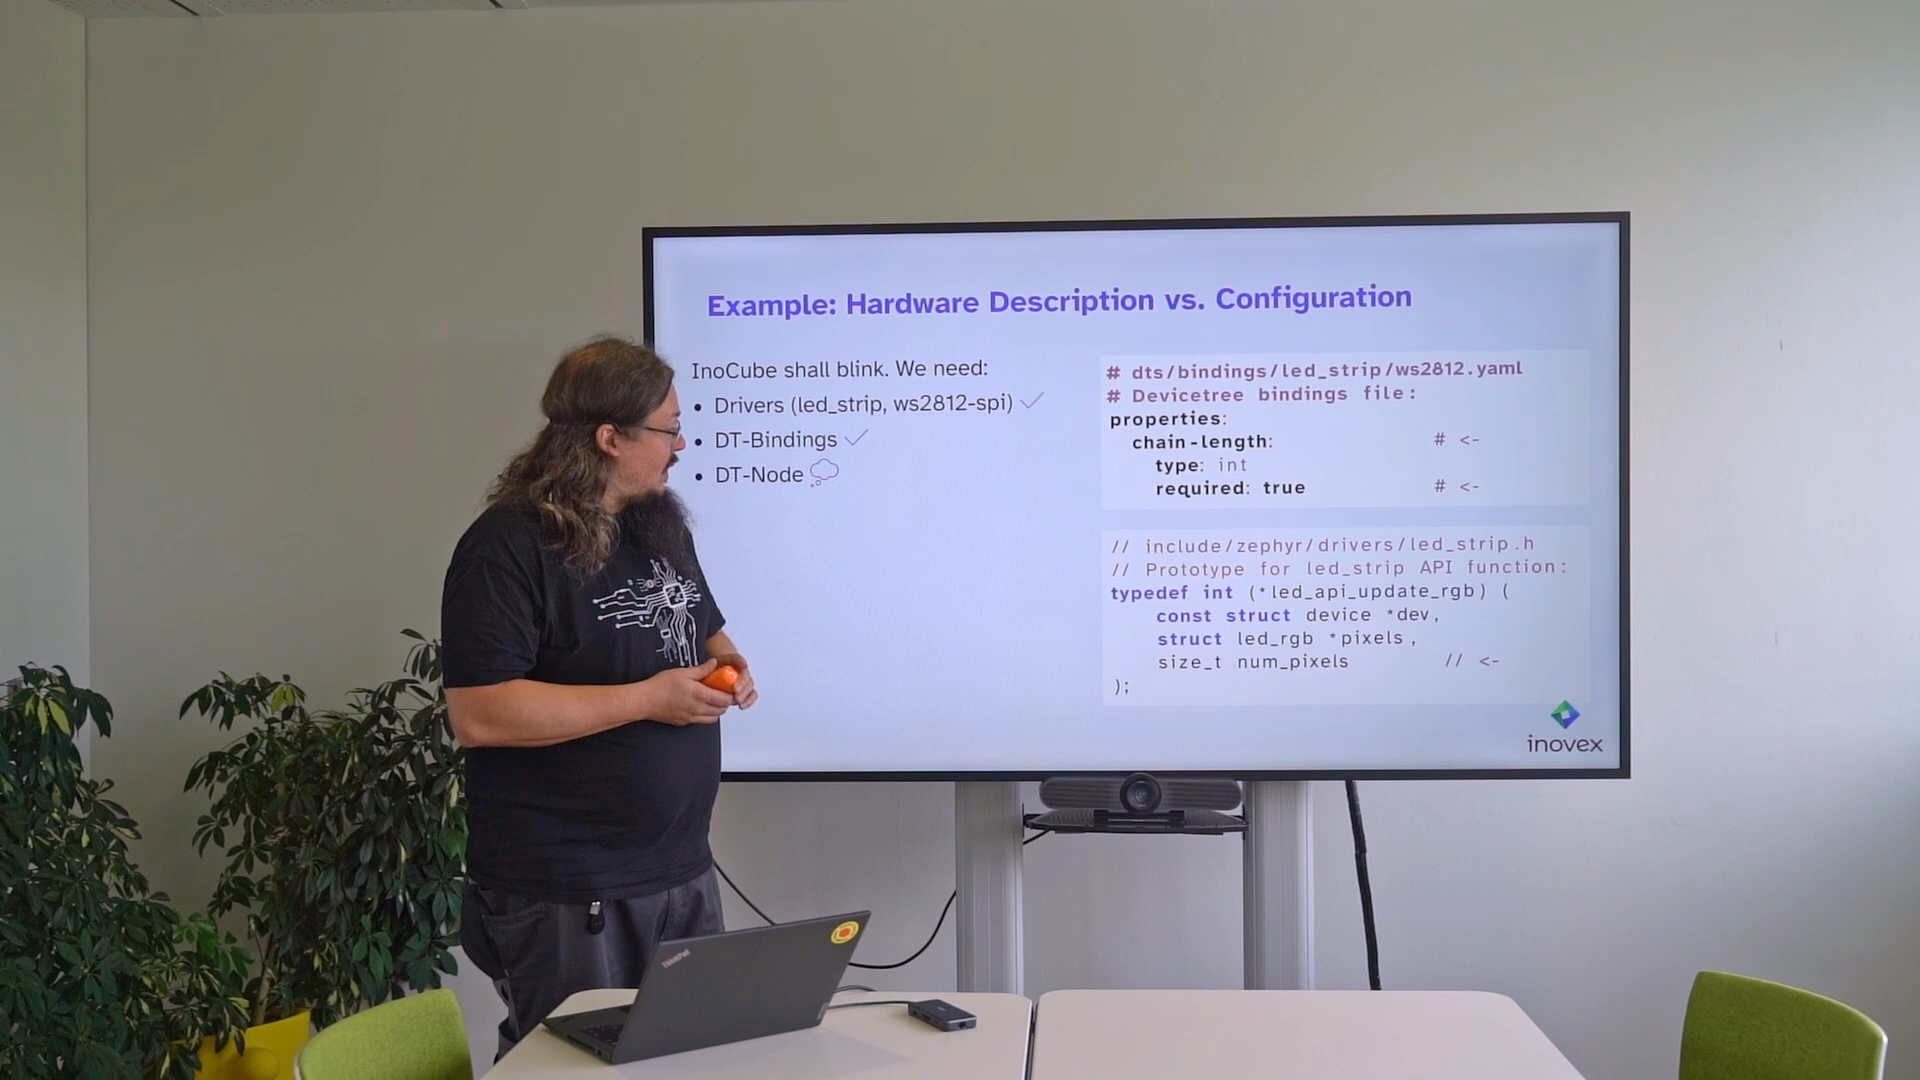 Example: Hardware Description vs. Configuration
InoCube shall blink. We need:
• Drivers (led_strip, ws2812-spi) ✓
• DT-Bindings ✓
• DT-Node
# dts/bindings/led_strip/ws2812.yaml
# Devicetree bindings file:
properties:
chain-length: # <-
type: int
required: true # <-
// include/zephyr/drivers/led_strip.h
// Prototype for led_strip API function:
typedef int (*led_api_update_rgb) (
const struct device *dev,
struct led_rgb *pixels,
size_t num_pixels // <-
);
inovex
ThinkPad